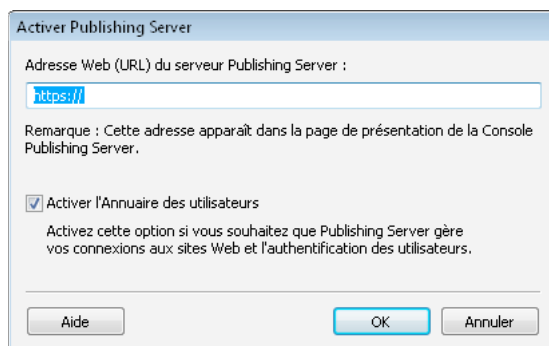 Activer Publishing Server
Adresse Web (URL) du serveur Publishing Server :
https://
Remarque : Cette adresse apparaît dans la page de présentation de la Console
Publishing Server.
Activer l'Annuaire des utilisateurs
Activez cette option si vous souhaitez que Publishing Server gère
vos connexions aux sites Web et l'authentification des utilisateurs.
Aide
OK
Annuler